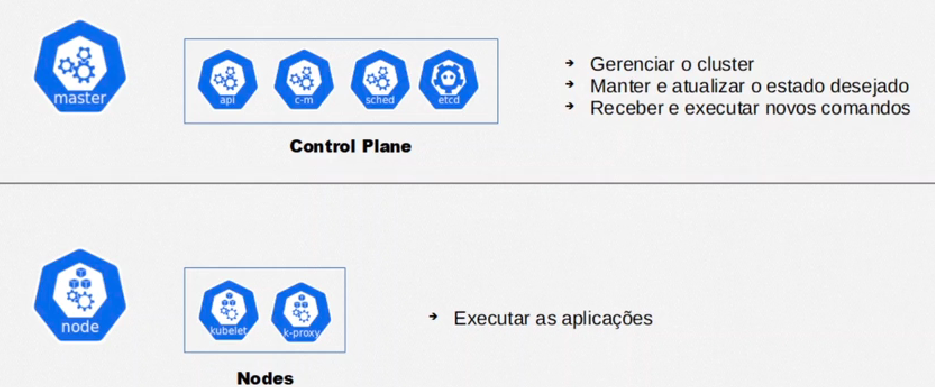 master
api c-m sched etcd
Control Plane
➔ Gerenciar o cluster
➔ Manter e atualizar o estado desejado
➔ Receber e executar novos comandos
node
kubelet k-proxy
Nodes
➔ Executar as aplicações